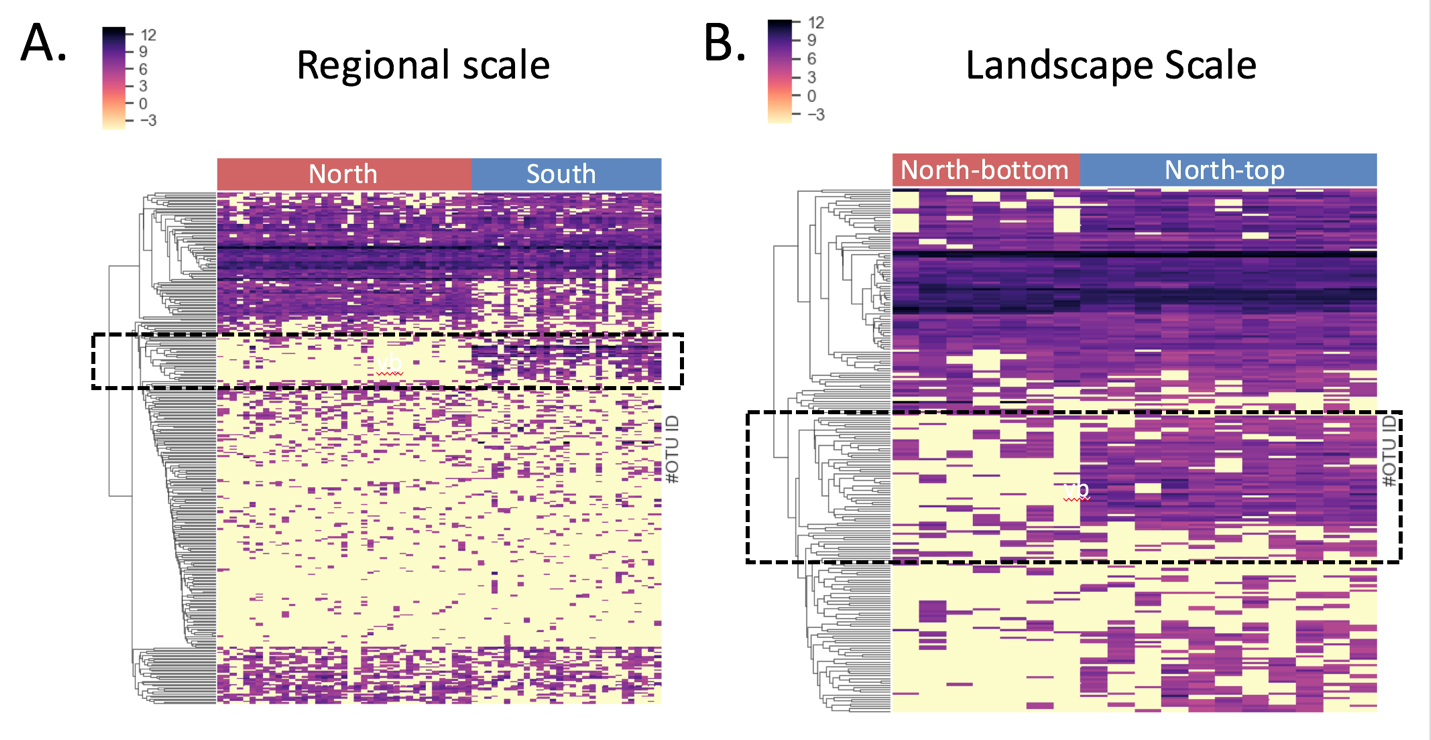 A.
12
9
6
3
0
−3
Regional scale
North
South
vb
#OTU ID
B.
12
9
6
3
0
−3
Landscape Scale
North-bottom
North-top
vb
#OTU ID